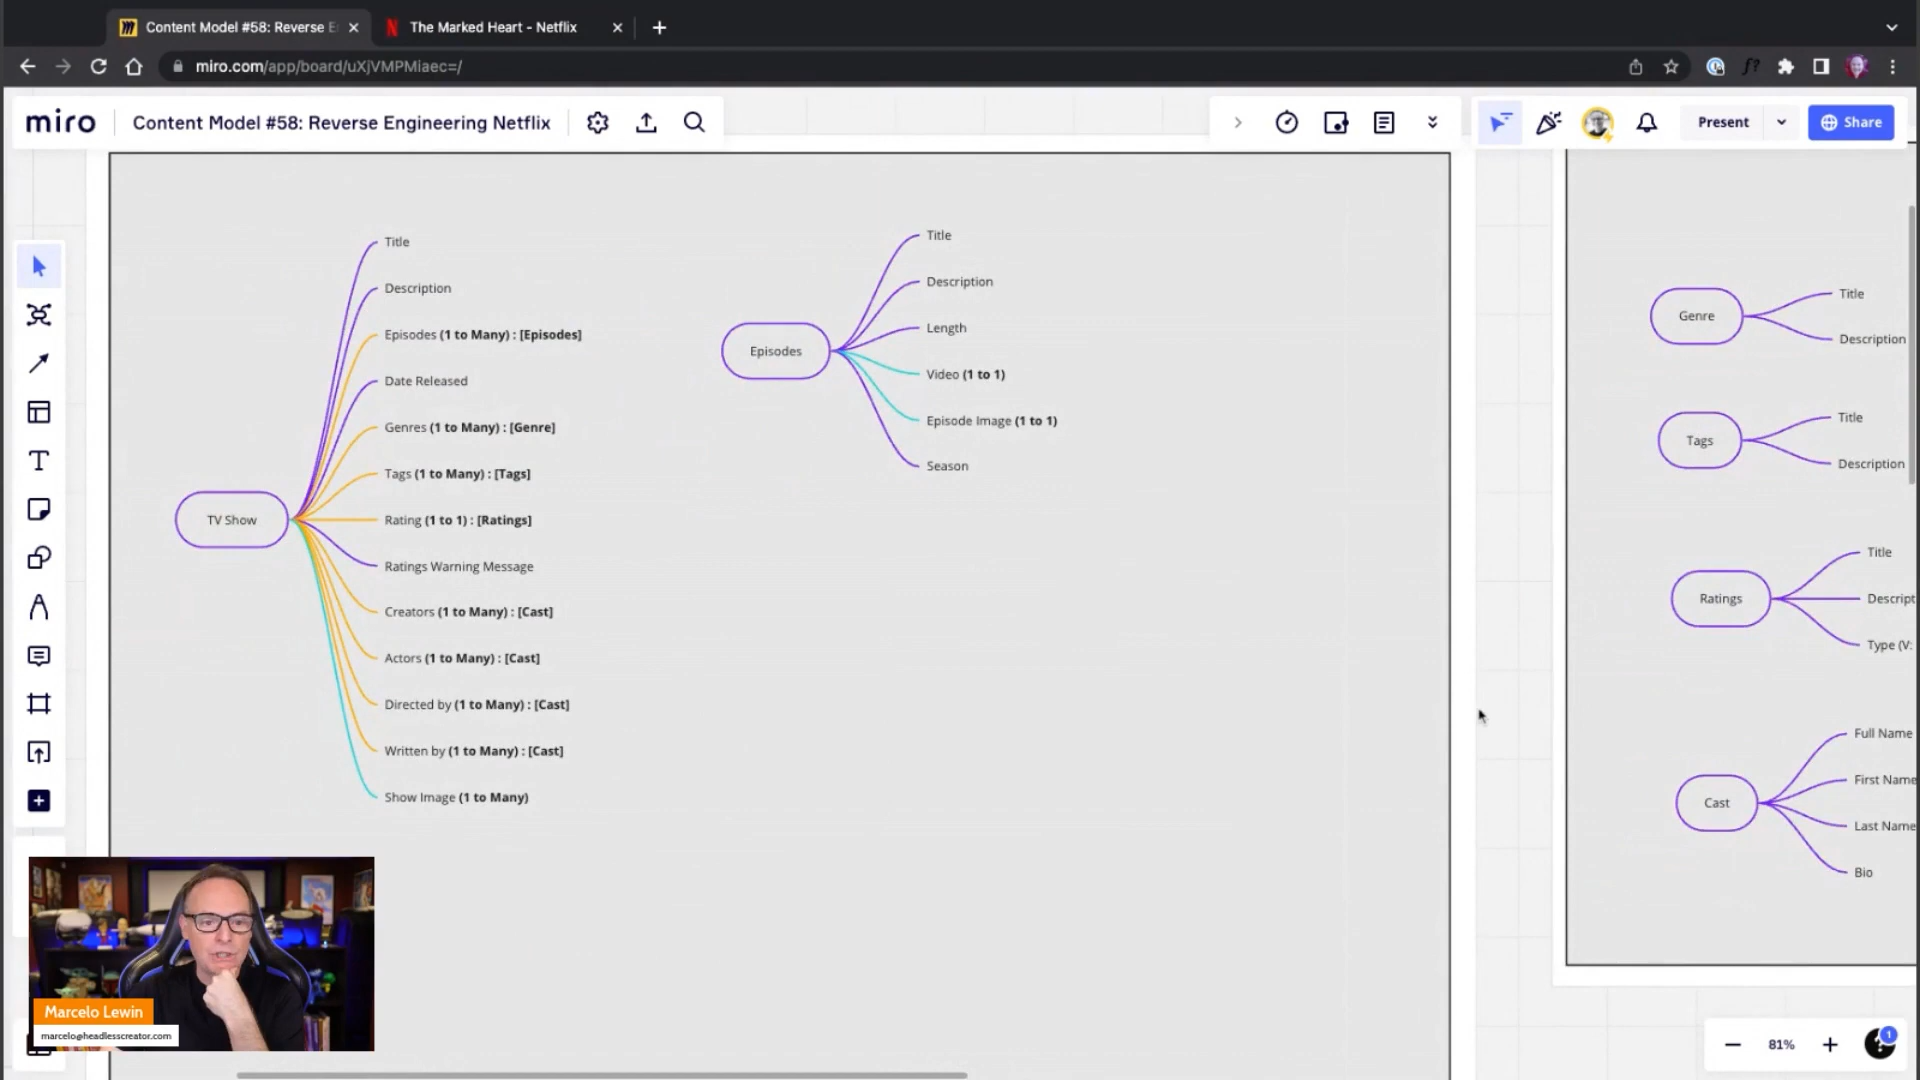 Content Model #58: Reverse E
The Marked Heart - Netflix
miro.com/app/board/uXjVMPMiaec=/
miro
Content Model #58: Reverse Engineering Netflix
Present
Share
Title
Description
Episodes (1 to Many) : [Episodes]
Date Released
Genres (1 to Many) : [Genre]
Tags (1 to Many) : [Tags]
TV Show
Rating (1 to 1) : [Ratings]
Ratings Warning Message
Creators (1 to Many) : [Cast]
Actors (1 to Many) : [Cast]
Directed by (1 to Many) : [Cast]
Written by (1 to Many) : [Cast]
Show Image (1 to Many)
Title
Description
Length
Episodes
Video (1 to 1)
Episode Image (1 to 1)
Season
Genre
Title
Description
Tags
Title
Description
Ratings
Title
Descript
Type (V:
Cast
Full Name
First Name
Last Name
Bio
Marcelo Lewin
marcelo@headlesscreator.com
81%
1